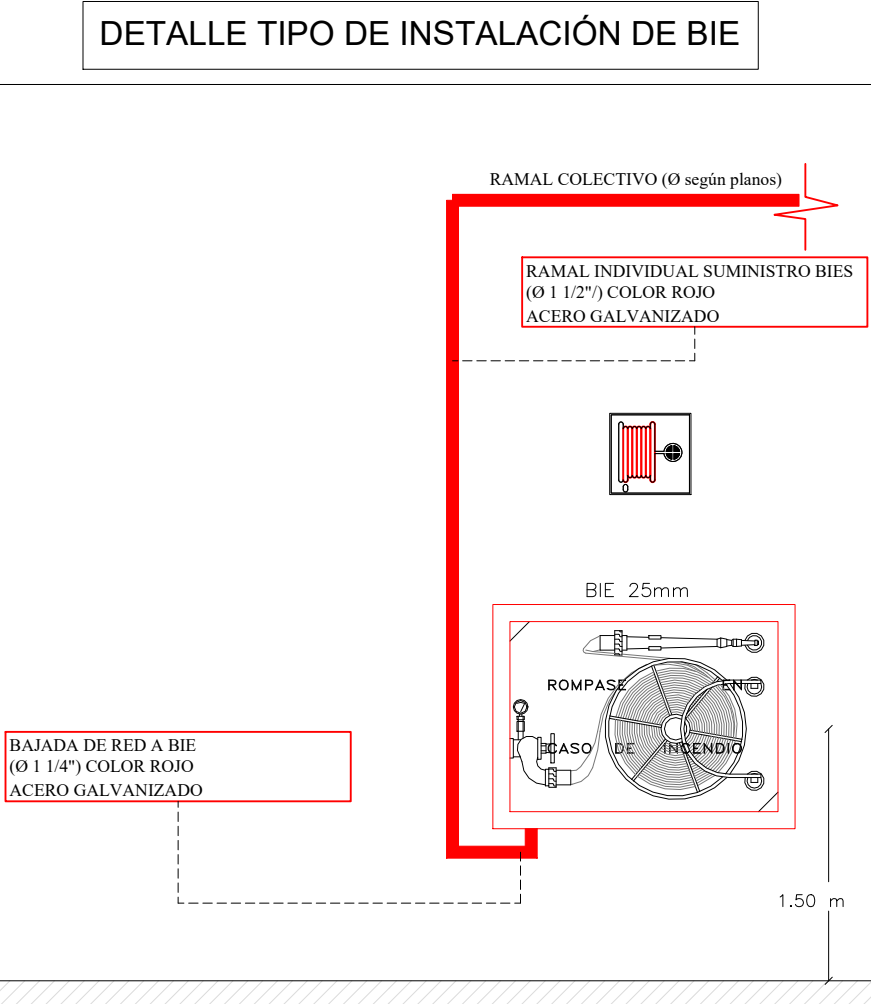 DETALLE TIPO DE INSTALACIÓN DE BIE
RAMAL COLECTIVO (Ø según planos)
RAMAL INDIVIDUAL SUMINISTRO BIES
(Ø 1 1/2"/) COLOR ROJO
ACERO GALVANIZADO
BIE 25mm
ROMPASE EN
CASO DE INCENDIO
BAJADA DE RED A BIE
(Ø 1 1/4") COLOR ROJO
ACERO GALVANIZADO
1.50 m